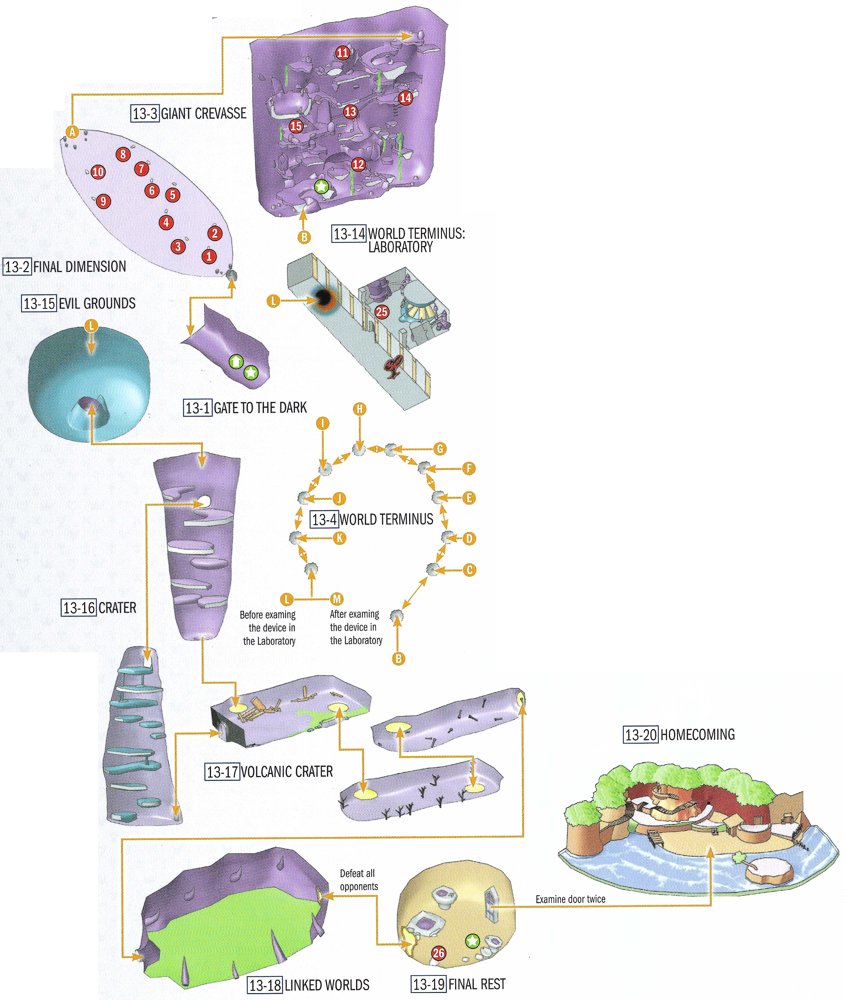 11
14
13-3 GIANT CREVASSE
13
15
A
8
7
10
12
6
5
9
4
2
3
1
B
13-14 WORLD TERMINUS:
LABORATORY
13-2 FINAL DIMENSION
13-15 EVIL GROUNDS
L
25
L
13-1 GATE TO THE DARK
H
I
G
F
J
E
13-4 WORLD TERMINUS
K
D
C
L
M
Before examing
the device in
the Laboratory
After examing
the device in
the Laboratory
B
13-16 CRATER
13-17 VOLCANIC CRATER
13-20 HOMECOMING
Defeat all
opponents
Examine door twice
26
13-18 LINKED WORLDS
13-19 FINAL REST